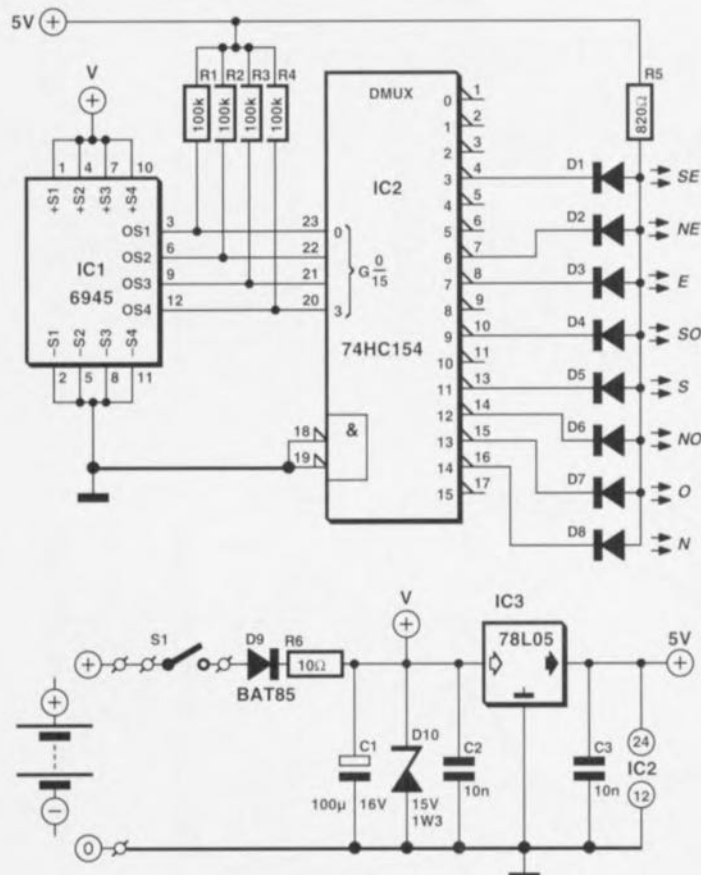 5V
V
R1 R2 R3 R4
100k 100k 100k 100k
R5
820Ω
1 4 7 10
+S1 +S2 +S3 +S4
IC1
6945
OS1 3
OS2 6
OS3 9
OS4 12
−S1 −S2 −S3 −S4
2 5 8 11
DMUX
IC2
74HC154
23 0
22
21
20 3
G 0/15
18
19
&
0 1
1 2
2 3
3 4
4 5
5 6
6 7
7 8
8 9
9 10
10 11
11 13
12 14
13 15
14 16
15 17
D1 SE
D2 NE
D3 E
D4 SO
D5 S
D6 NO
D7 O
D8 N
S1
D9
BAT85
R6
10Ω
V
IC3
78L05
5V
C1
100µ 16V
D10
15V
1W3
C2
10n
C3
10n
24
IC2
12
0